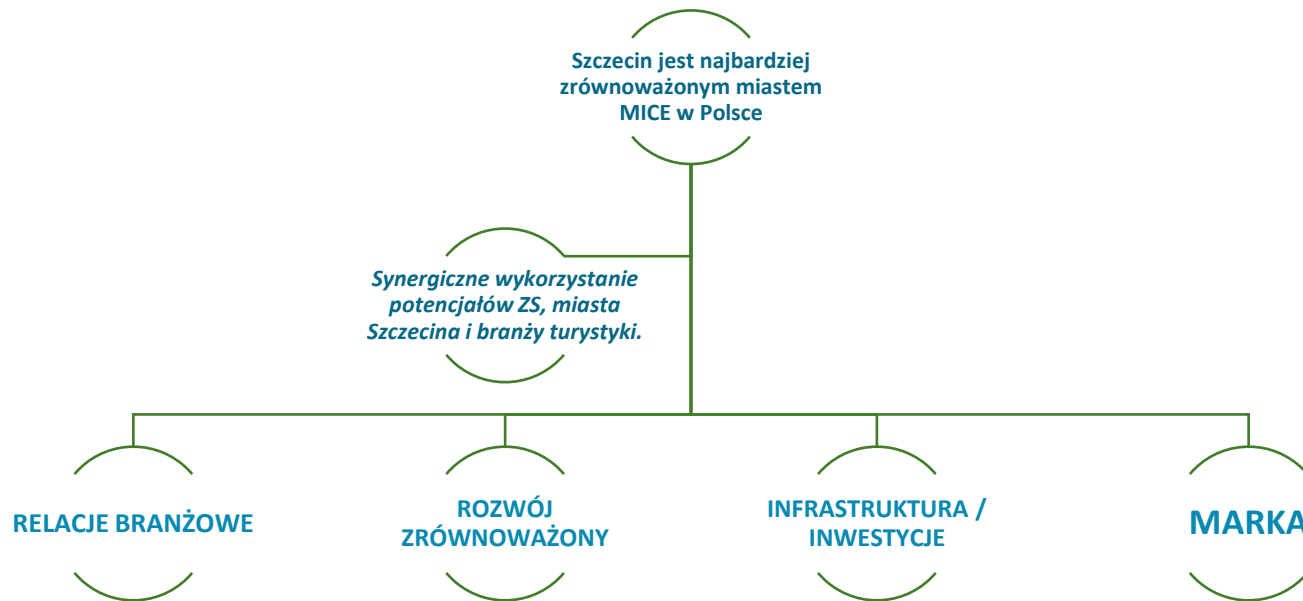 Szczecin jest najbardziej
zrównoważonym miastem
MICE w Polsce
Synergiczne wykorzystanie
potencjałów ZS, miasta
Szczecina i branży turystyki.
RELACJE BRANŻOWE
ROZWÓJ
ZRÓWNOWAŻONY
INFRASTRUKTURA /
INWESTYCJE
MARKA